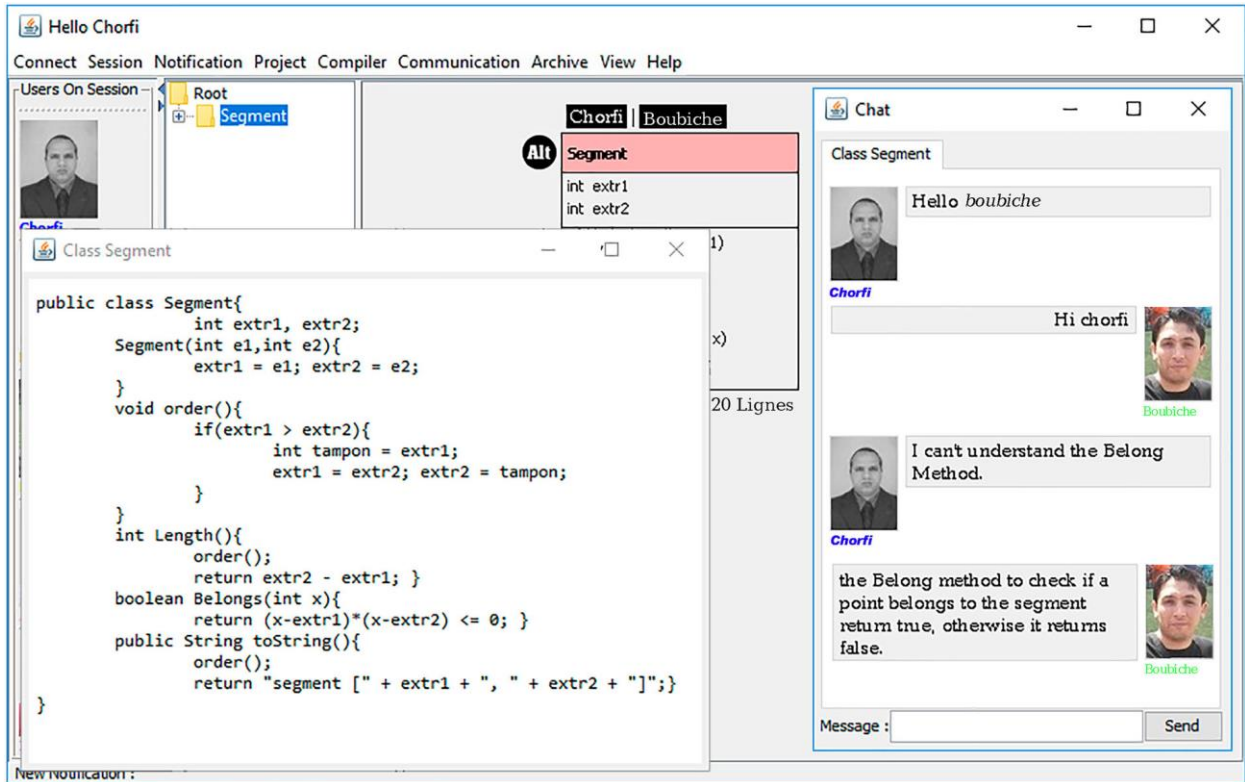 Hello Chorfi
Connect Session Notification Project Compiler Communication Archive View Help
Users On Session
Chorfi
Root
Segment
Chorfi | Boubiche
Alt
Segment
int extr1
int extr2
1)
x)
20 Lignes
Class Segment
public class Segment{
int extr1, extr2;
Segment(int e1,int e2){
extr1 = e1; extr2 = e2;
}
void order(){
if(extr1 > extr2){
int tampon = extr1;
extr1 = extr2; extr2 = tampon;
}
}
int Length(){
order();
return extr2 - extr1; }
boolean Belongs(int x){
return (x-extr1)*(x-extr2) <= 0; }
public String toString(){
order();
return "segment [" + extr1 + ", " + extr2 + "]";}
}
New Notification :
Chat
Class Segment
Hello boubiche
Chorfi
Hi chorfi
Boubiche
I can't understand the Belong
Method.
Chorfi
the Belong method to check if a
point belongs to the segment
return true, otherwise it returns
false.
Boubiche
Message :
Send